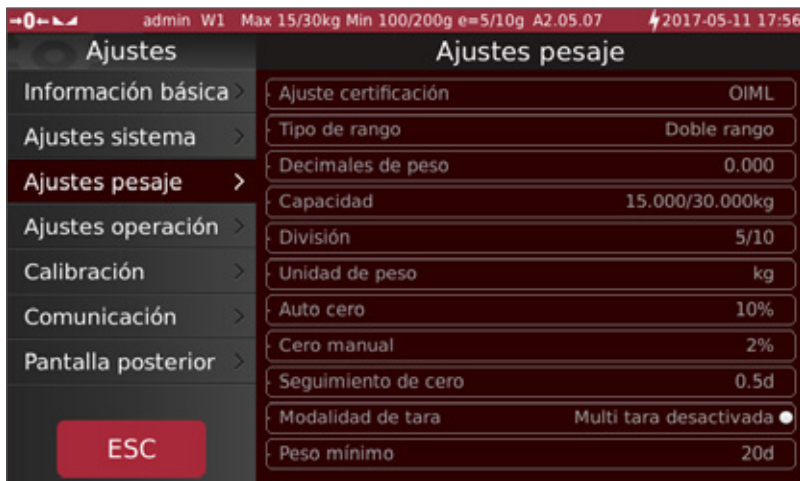 →0← admin W1 Max 15/30kg Min 100/200g e=5/10g A2.05.07 2017-05-11 17:56
Ajustes
Información básica >
Ajustes sistema >
Ajustes pesaje >
Ajustes operación >
Calibración >
Comunicación >
Pantalla posterior >
ESC
Ajustes pesaje
Ajuste certificación OIML
Tipo de rango Doble rango
Decimales de peso 0.000
Capacidad 15.000/30.000kg
División 5/10
Unidad de peso kg
Auto cero 10%
Cero manual 2%
Seguimiento de cero 0.5d
Modalidad de tara Multi tara desactivada
Peso mínimo 20d